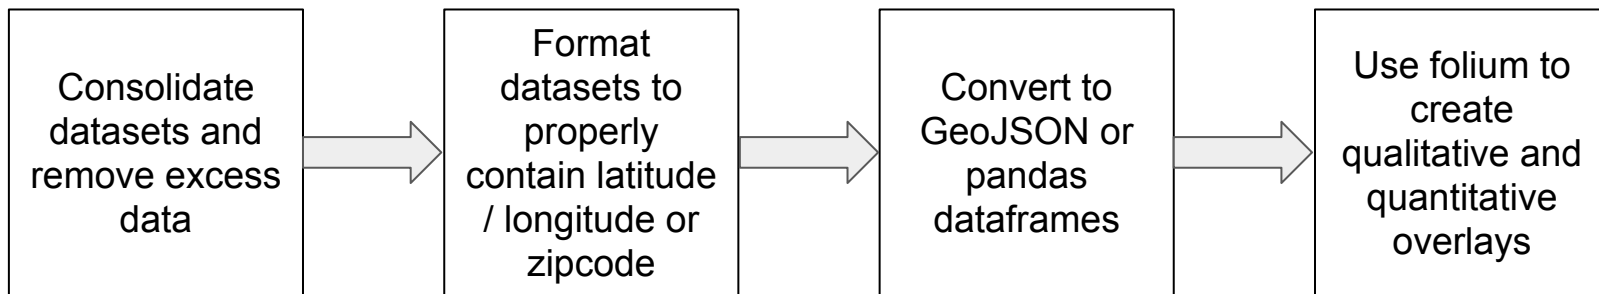 Consolidate
datasets and
remove excess
data
Format
datasets to
properly
contain latitude
/ longitude or
zipcode
Convert to
GeoJSON or
pandas
dataframes
Use folium to
create
qualitative and
quantitative
overlays